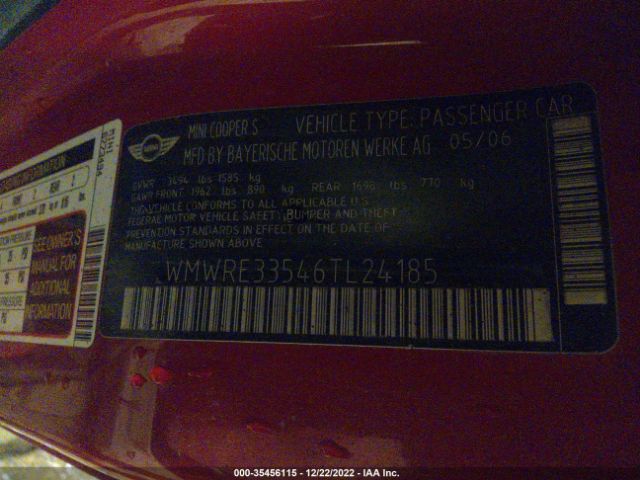 MINI COOPER S VEHICLE TYPE: PASSENGER CAR
MFD BY BAYERISCHE MOTOREN WERKE AG 05/06
GVWR 3494 lbs 1585 kg
GAWR FRONT 1962 lbs 890 kg REAR 1698 lbs 770 kg
THIS VEHICLE CONFORMS TO ALL APPLICABLE U.S.
FEDERAL MOTOR VEHICLE SAFETY, BUMPER AND THEFT
PREVENTION STANDARDS IN EFFECT ON THE DATE OF
MANUFACTURE SHOWN ABOVE.
WMWRE33546TL24185
SEE OWNER'S
MANUAL FOR
ADDITIONAL
INFORMATION
000-35456115 - 12/22/2022 - IAA Inc.